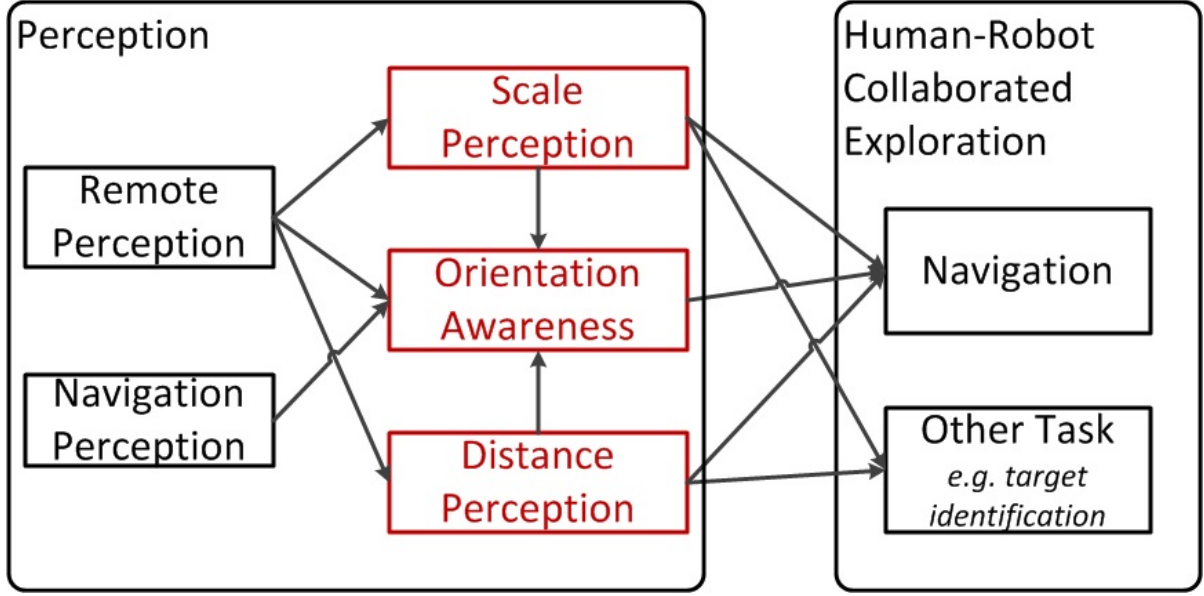 Perception
Scale
Perception
Remote
Perception
Orientation
Awareness
Navigation
Perception
Distance
Perception
Human-Robot
Collaborated
Exploration
Navigation
Other Task
e.g. target
identification